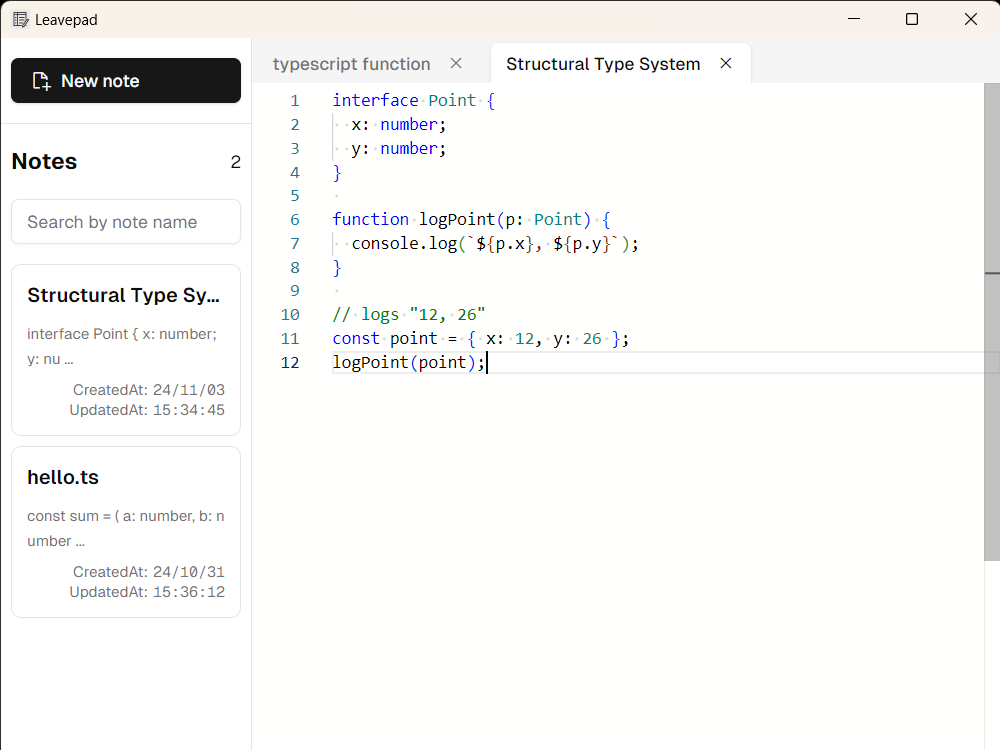 Leavepad
New note
Notes
2
Search by note name
Structural Type Sy...
interface Point { x: number;
y: nu ...
CreatedAt: 24/11/03
UpdatedAt: 15:34:45
hello.ts
const sum = ( a: number, b: n
umber ...
CreatedAt: 24/10/31
UpdatedAt: 15:36:12
typescript function
Structural Type System
1 interface Point {
2   x: number;
3   y: number;
4 }
5
6 function logPoint(p: Point) {
7   console.log(`${p.x}, ${p.y}`);
8 }
9
10 // logs "12, 26"
11 const point = { x: 12, y: 26 };
12 logPoint(point);